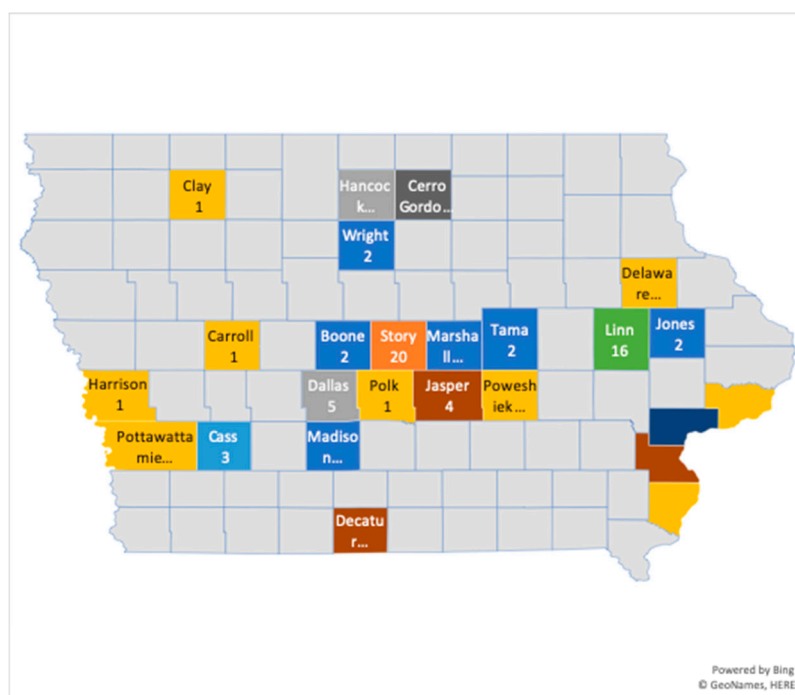 Clay
1
Hancoc
k...
Cerro
Gordo...
Wright
2
Delawa
re...
Carroll
1
Boone
2
Story
20
Marsha
ll...
Tama
2
Linn
16
Jones
2
Harrison
1
Dallas
5
Polk
1
Jasper
4
Powesh
iek...
Pottawatta
mie...
Cass
3
Madiso
n...
Decatu
r...
Powered by Bing
© GeoNames, HERE